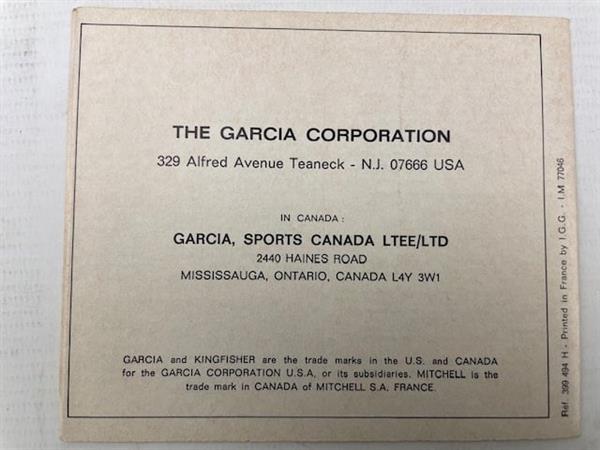 THE GARCIA CORPORATION
329 Alfred Avenue Teaneck - N.J. 07666 USA
IN CANADA :
GARCIA, SPORTS CANADA LTEE/LTD
2440 HAINES ROAD
MISSISSAUGA, ONTARIO, CANADA L4Y 3W1
GARCIA and KINGFISHER are the trade marks in the U.S. and CANADA
for the GARCIA CORPORATION U.S.A, or its subsidiaries. MITCHELL is the
trade mark in CANADA of MITCHELL S.A. FRANCE.
Ref. 399 494 H - Printed in France by I.G.G. - I.M 77046